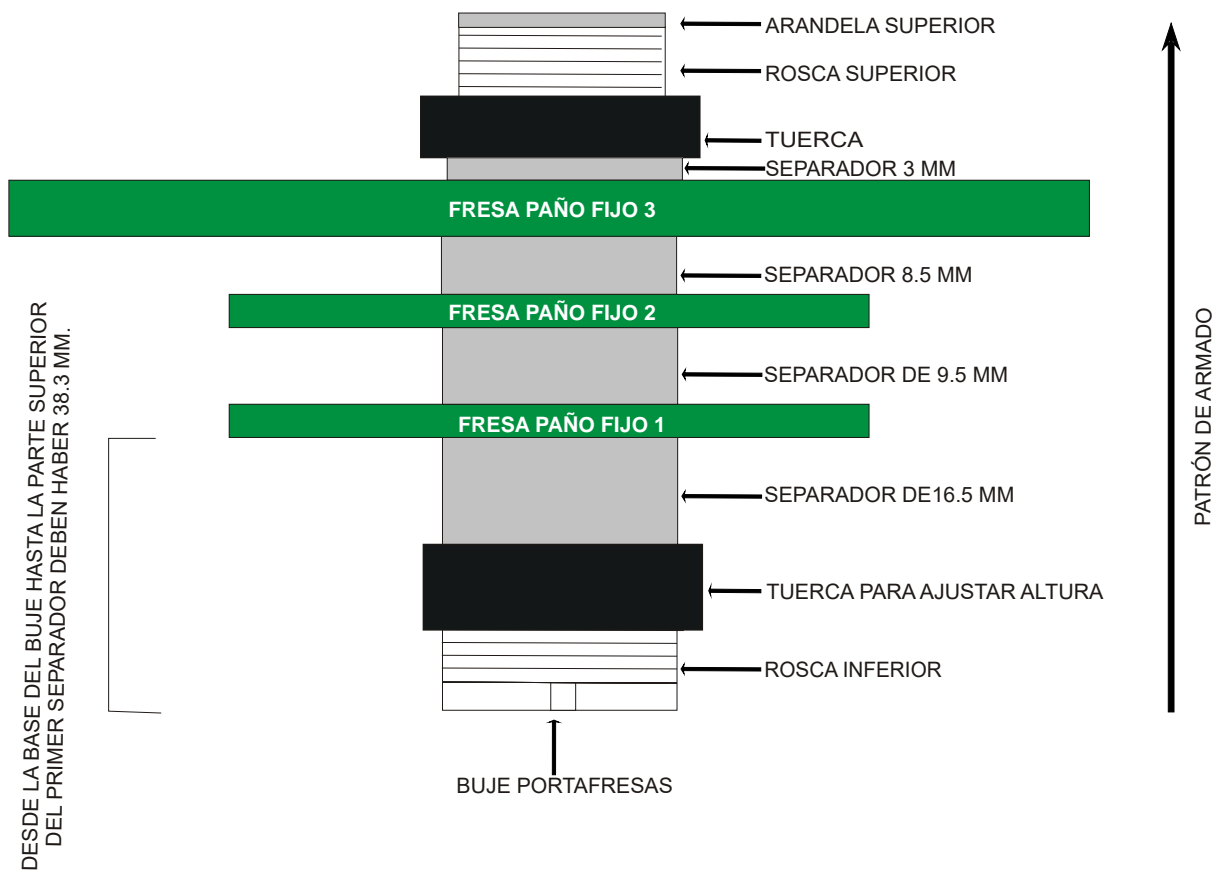 ARANDELA SUPERIOR
ROSCA SUPERIOR
TUERCA
SEPARADOR 3 MM
FRESA PAÑO FIJO 3
SEPARADOR 8.5 MM
FRESA PAÑO FIJO 2
SEPARADOR DE 9.5 MM
FRESA PAÑO FIJO 1
SEPARADOR DE16.5 MM
TUERCA PARA AJUSTAR ALTURA
ROSCA INFERIOR
BUJE PORTAFRESAS
DESDE LA BASE DEL BUJE HASTA LA PARTE SUPERIOR
DEL PRIMER SEPARADOR DEBEN HABER 38.3 MM.
PATRÓN DE ARMADO